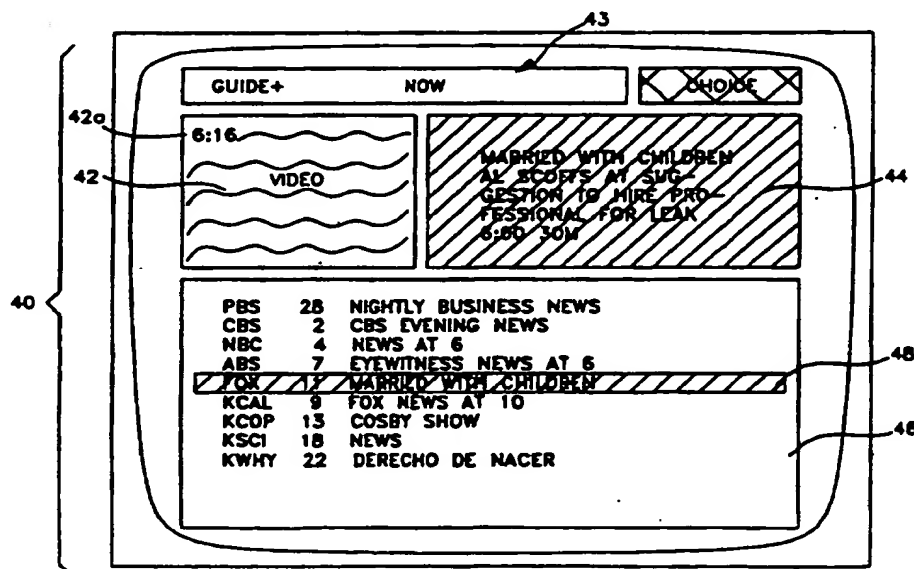 43
GUIDE+ NOW CHOICE
42a
6:16
42
VIDEO
MARRIED WITH CHILDREN
AL SCOFFS AT SUG-
GESTION TO HIRE PRO-
FESSIONAL FOR LEAK
6:00 30M
44
40
PBS 28 NIGHTLY BUSINESS NEWS
CBS 2 CBS EVENING NEWS
NBC 4 NEWS AT 6
ABS 7 EYEWITNESS NEWS AT 6
FOX 11 MARRIED WITH CHILDREN
48
KCAL 9 FOX NEWS AT 10
KCOP 13 COSBY SHOW
46
KSCI 18 NEWS
KWHY 22 DERECHO DE NACER